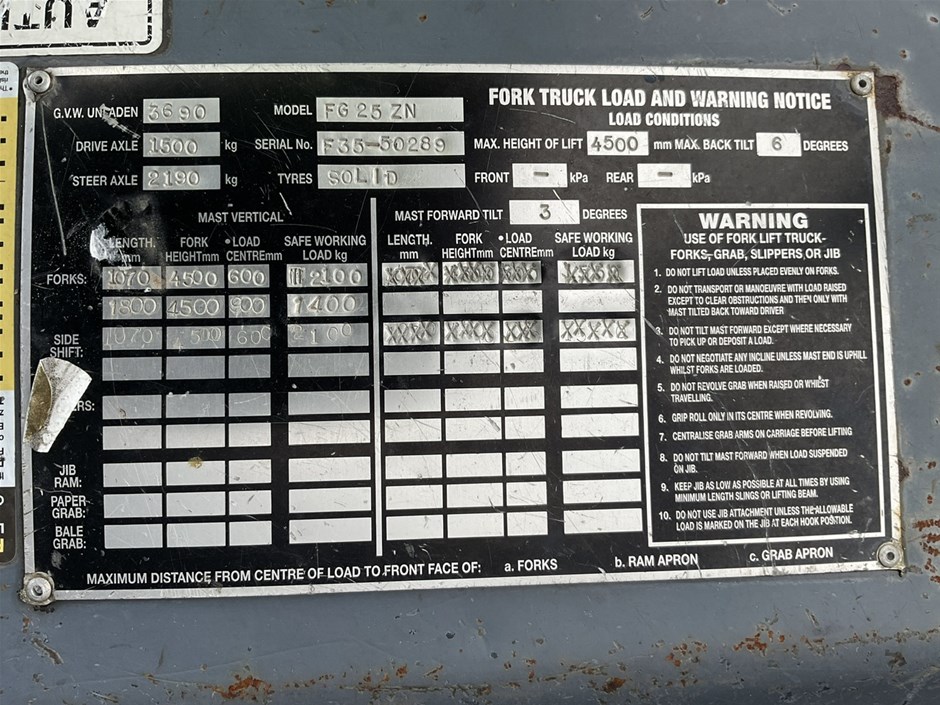 FORK TRUCK LOAD AND WARNING NOTICE
LOAD CONDITIONS
G.V.W. UNLADEN 3690 MODEL FG 25 ZN
DRIVE AXLE 1500 kg SERIAL No. F35-50289 MAX. HEIGHT OF LIFT 4500 mm MAX. BACK TILT 6 DEGREES
STEER AXLE 2190 kg TYRES SOLID FRONT - kPa REAR - kPa
MAST VERTICAL MAST FORWARD TILT 3 DEGREES
LENGTH. mm FORK HEIGHTmm •LOAD CENTREmm SAFE WORKING LOAD kg LENGTH. mm FORK HEIGHTmm •LOAD CENTREmm SAFE WORKING LOAD kg
FORKS: 1070 4500 600 2100
1800 4500 900 1400
SIDE SHIFT: 1070 4500 600 2100 XXXX XXXX XXX XXXXX
JIB RAM:
PAPER GRAB:
BALE GRAB:
WARNING
USE OF FORK LIFT TRUCK-
FORKS, GRAB, SLIPPERS OR JIB
1. DO NOT LIFT LOAD UNLESS PLACED EVENLY ON FORKS.
2. DO NOT TRANSPORT OR MANOEUVRE WITH LOAD RAISED
EXCEPT TO CLEAR OBSTRUCTIONS AND THEN ONLY WITH
MAST TILTED BACK TOWARD DRIVER
3. DO NOT TILT MAST FORWARD EXCEPT WHERE NECESSARY
TO PICK UP OR DEPOSIT A LOAD.
4. DO NOT NEGOTIATE ANY INCLINE UNLESS MAST END IS UPHILL
WHILST FORKS ARE LOADED.
5. DO NOT REVOLVE GRAB WHEN RAISED OR WHILST
TRAVELLING.
6. GRIP ROLL ONLY IN ITS CENTRE WHEN REVOLVING.
7. CENTRALISE GRAB ARMS ON CARRIAGE BEFORE LIFTING
8. DO NOT TILT MAST FORWARD WHEN LOAD SUSPENDED
ON JIB.
9. KEEP JIB AS LOW AS POSSIBLE AT ALL TIMES BY USING
MINIMUM LENGTH SLINGS OR LIFTING BEAM.
10. DO NOT USE JIB ATTACHMENT UNLESS THE ALLOWABLE
LOAD IS MARKED ON THE JIB AT EACH HOOK POSITION.
MAXIMUM DISTANCE FROM CENTRE OF LOAD TO FRONT FACE OF: a. FORKS b. RAM APRON c. GRAB APRON